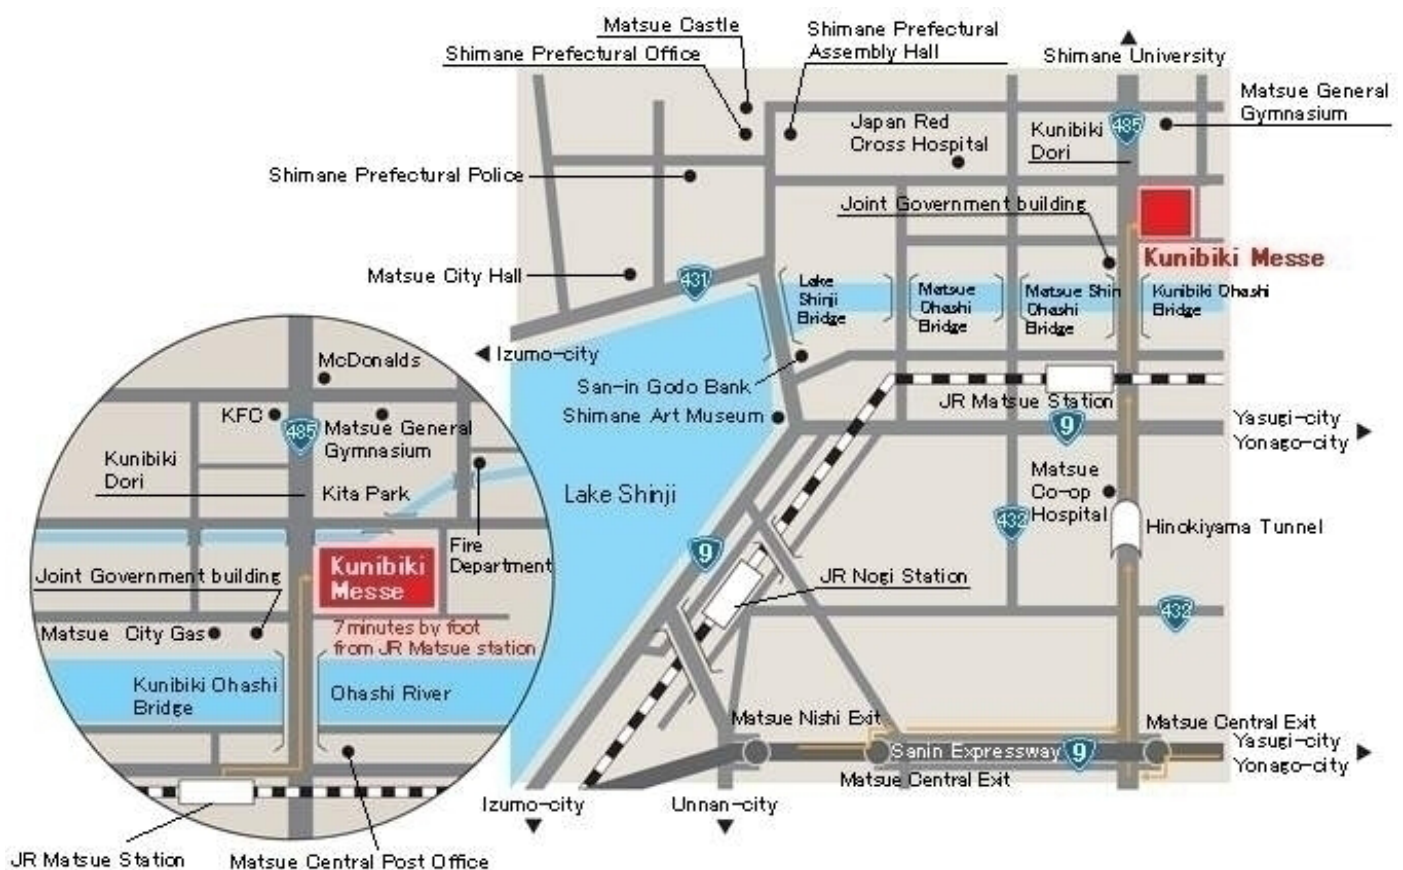 Matsue Castle
Shimane Prefectural Office
Shimane Prefectural
Assembly Hall
Shimane University
Matsue General
Gymnasium
Japan Red
Cross Hospital
Kunibiki
Dori
485
Shimane Prefectural Police
Joint Government building
Kunibiki Messe
Matsue City Hall
431
Lake
Shinji
Bridge
Matsue
Ohashi
Bridge
Matsue Shin
Ohashi
Bridge
Kunibiki Ohashi
Bridge
Izumo-city
San-in Godo Bank
Shimane Art Museum
JR Matsue Station
9
Yasugi-city
Yonago-city
Lake Shinji
Matsue
Co-op
Hospital
432
Hinokiyama Tunnel
9
JR Nogi Station
432
Matsue Nishi Exit
Matsue Central Exit
Sanin Expressway
9
Yasugi-city
Yonago-city
Matsue Central Exit
Izumo-city
Unnan-city
McDonalds
KFC
485
Matsue General
Gymnasium
Kunibiki
Dori
Kita Park
Fire
Department
Joint Government building
Kunibiki
Messe
Matsue City Gas
7 minutes by foot
from JR Matsue station
Kunibiki Ohashi
Bridge
Ohashi River
JR Matsue Station
Matsue Central Post Office